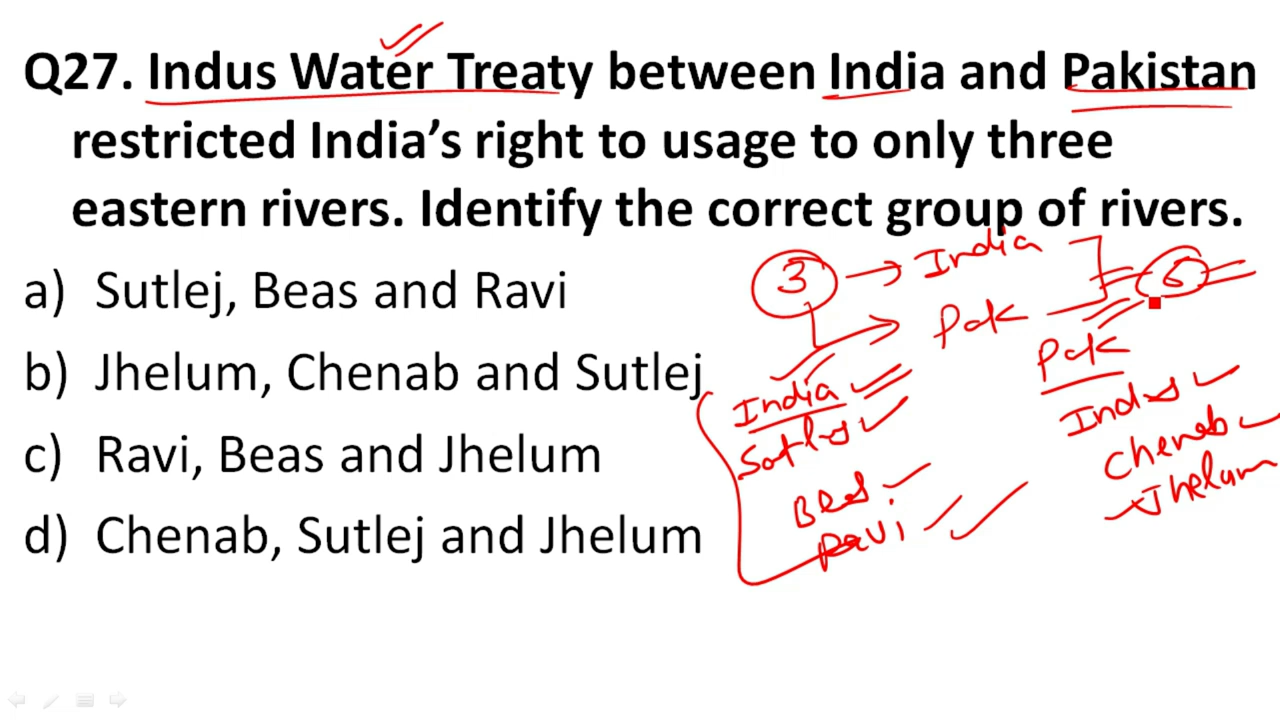 Q27. Indus Water Treaty between India and Pakistan
restricted India’s right to usage to only three
eastern rivers. Identify the correct group of rivers.
a) Sutlej, Beas and Ravi
b) Jhelum, Chenab and Sutlej
c) Ravi, Beas and Jhelum
d) Chenab, Sutlej and Jhelum
3 → India
Pak
6
India
Beas
Ravi
Pak
Indus
Chenab
Jhelum